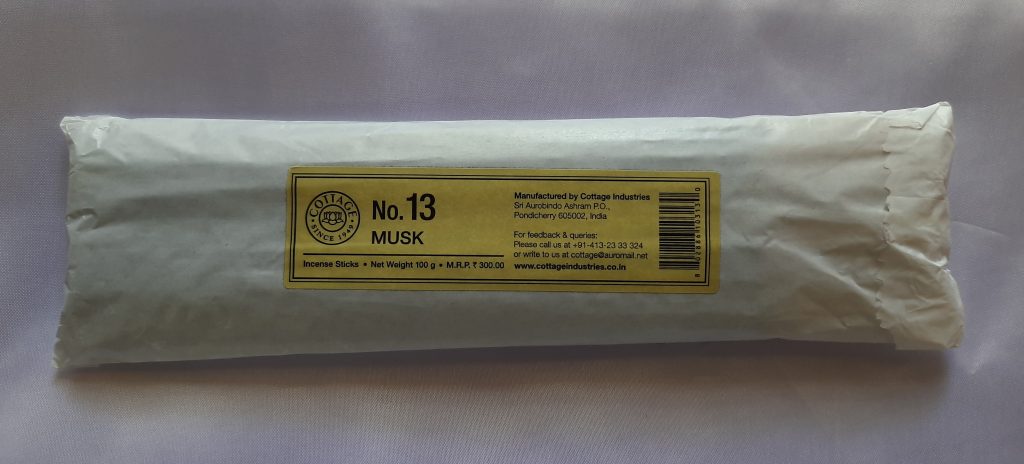 COTTAGE
SINCE 1949
No. 13
MUSK
Incense Sticks • Net Weight 100 g • M.R.P. ₹ 300.00
Manufactured by Cottage Industries
Sri Aurobindo Ashram P.O.,
Pondicherry 605002, India
For feedback & queries:
Please call us at +91-413-23 33 324
or write to us at cottage@auromail.net
www.cottageindustries.co.in